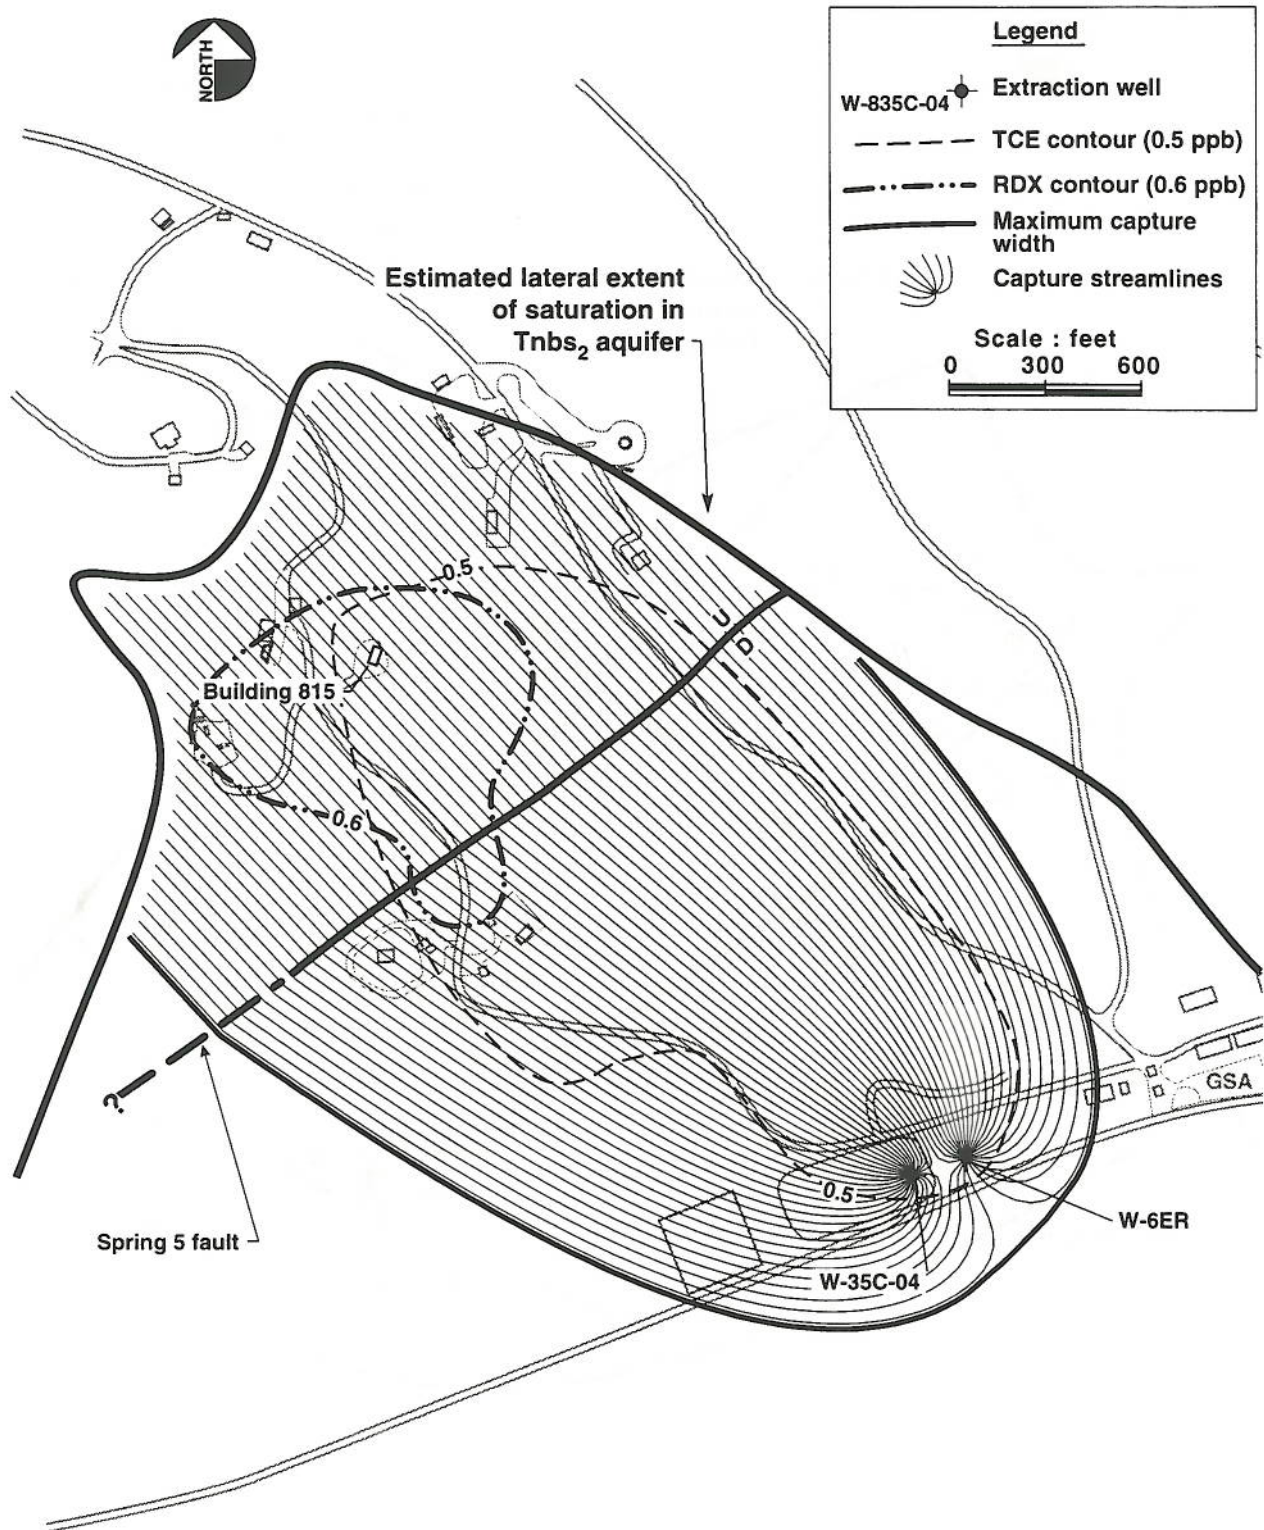 NORTH
Legend
W-835C-04
Extraction well
TCE contour (0.5 ppb)
RDX contour (0.6 ppb)
Maximum capture
width
Capture streamlines
Scale : feet
0 300 600
Estimated lateral extent
of saturation in
Tnbs₂ aquifer
0.5
U
D
Building 815
0.6
?
GSA
0.5
W-6ER
Spring 5 fault
W-35C-04